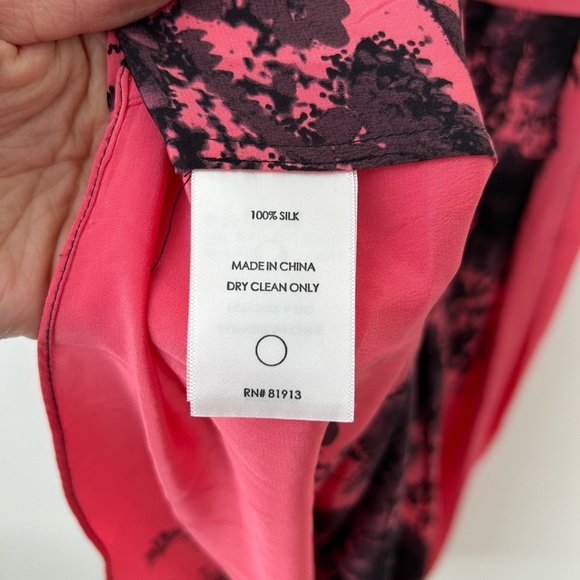 100% SILK
MADE IN CHINA
DRY CLEAN ONLY
RN# 81913